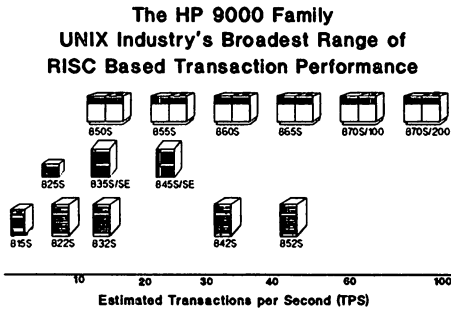 The HP 9000 Family
UNIX Industry's Broadest Range of
RISC Based Transaction Performance
850S 855S 860S 865S 870S/100 870S/200
825S 835S/SE 845S/SE
815S 822S 832S 842S 852S
10 20 30 40 60 100
Estimated Transactions per Second (TPS)